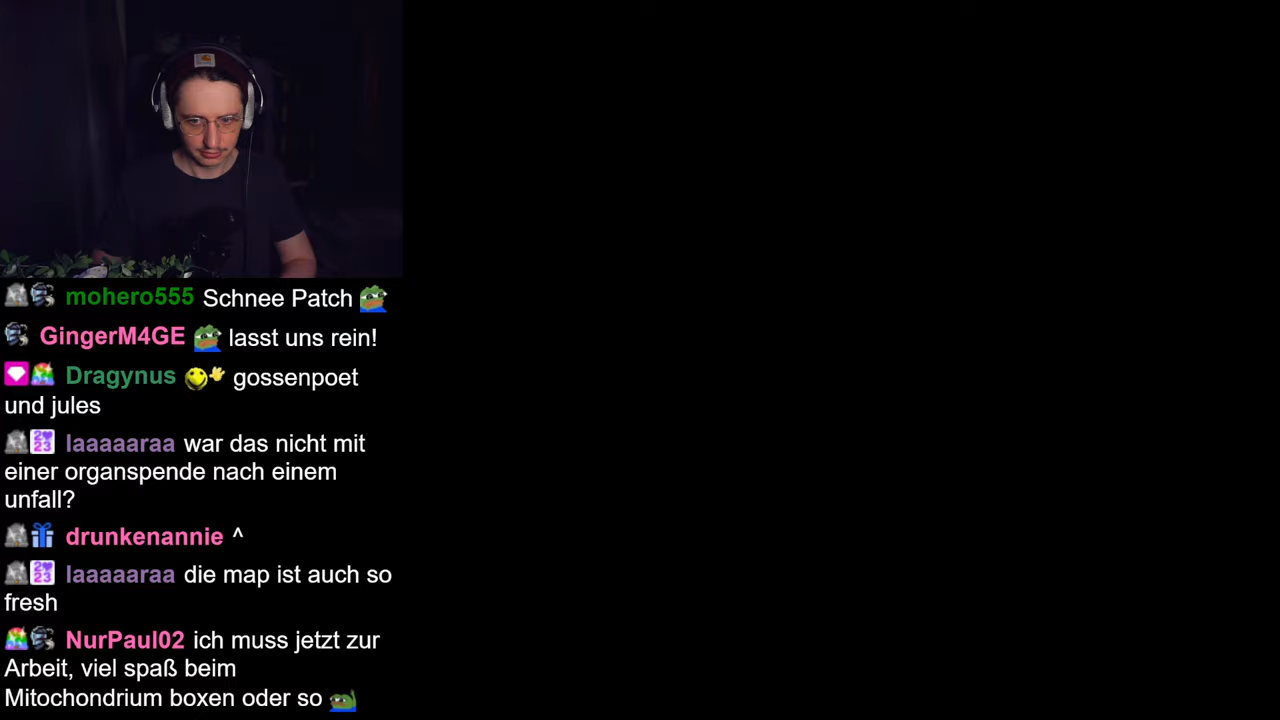 mohero555 Schnee Patch
GingerM4GE lasst uns rein!
Dragynus gossenpoet
und jules
laaaaaraa war das nicht mit
einer organspende nach einem
unfall?
drunkenannie ^
laaaaaraa die map ist auch so
fresh
NurPaul02 ich muss jetzt zur
Arbeit, viel spaß beim
Mitochondrium boxen oder so